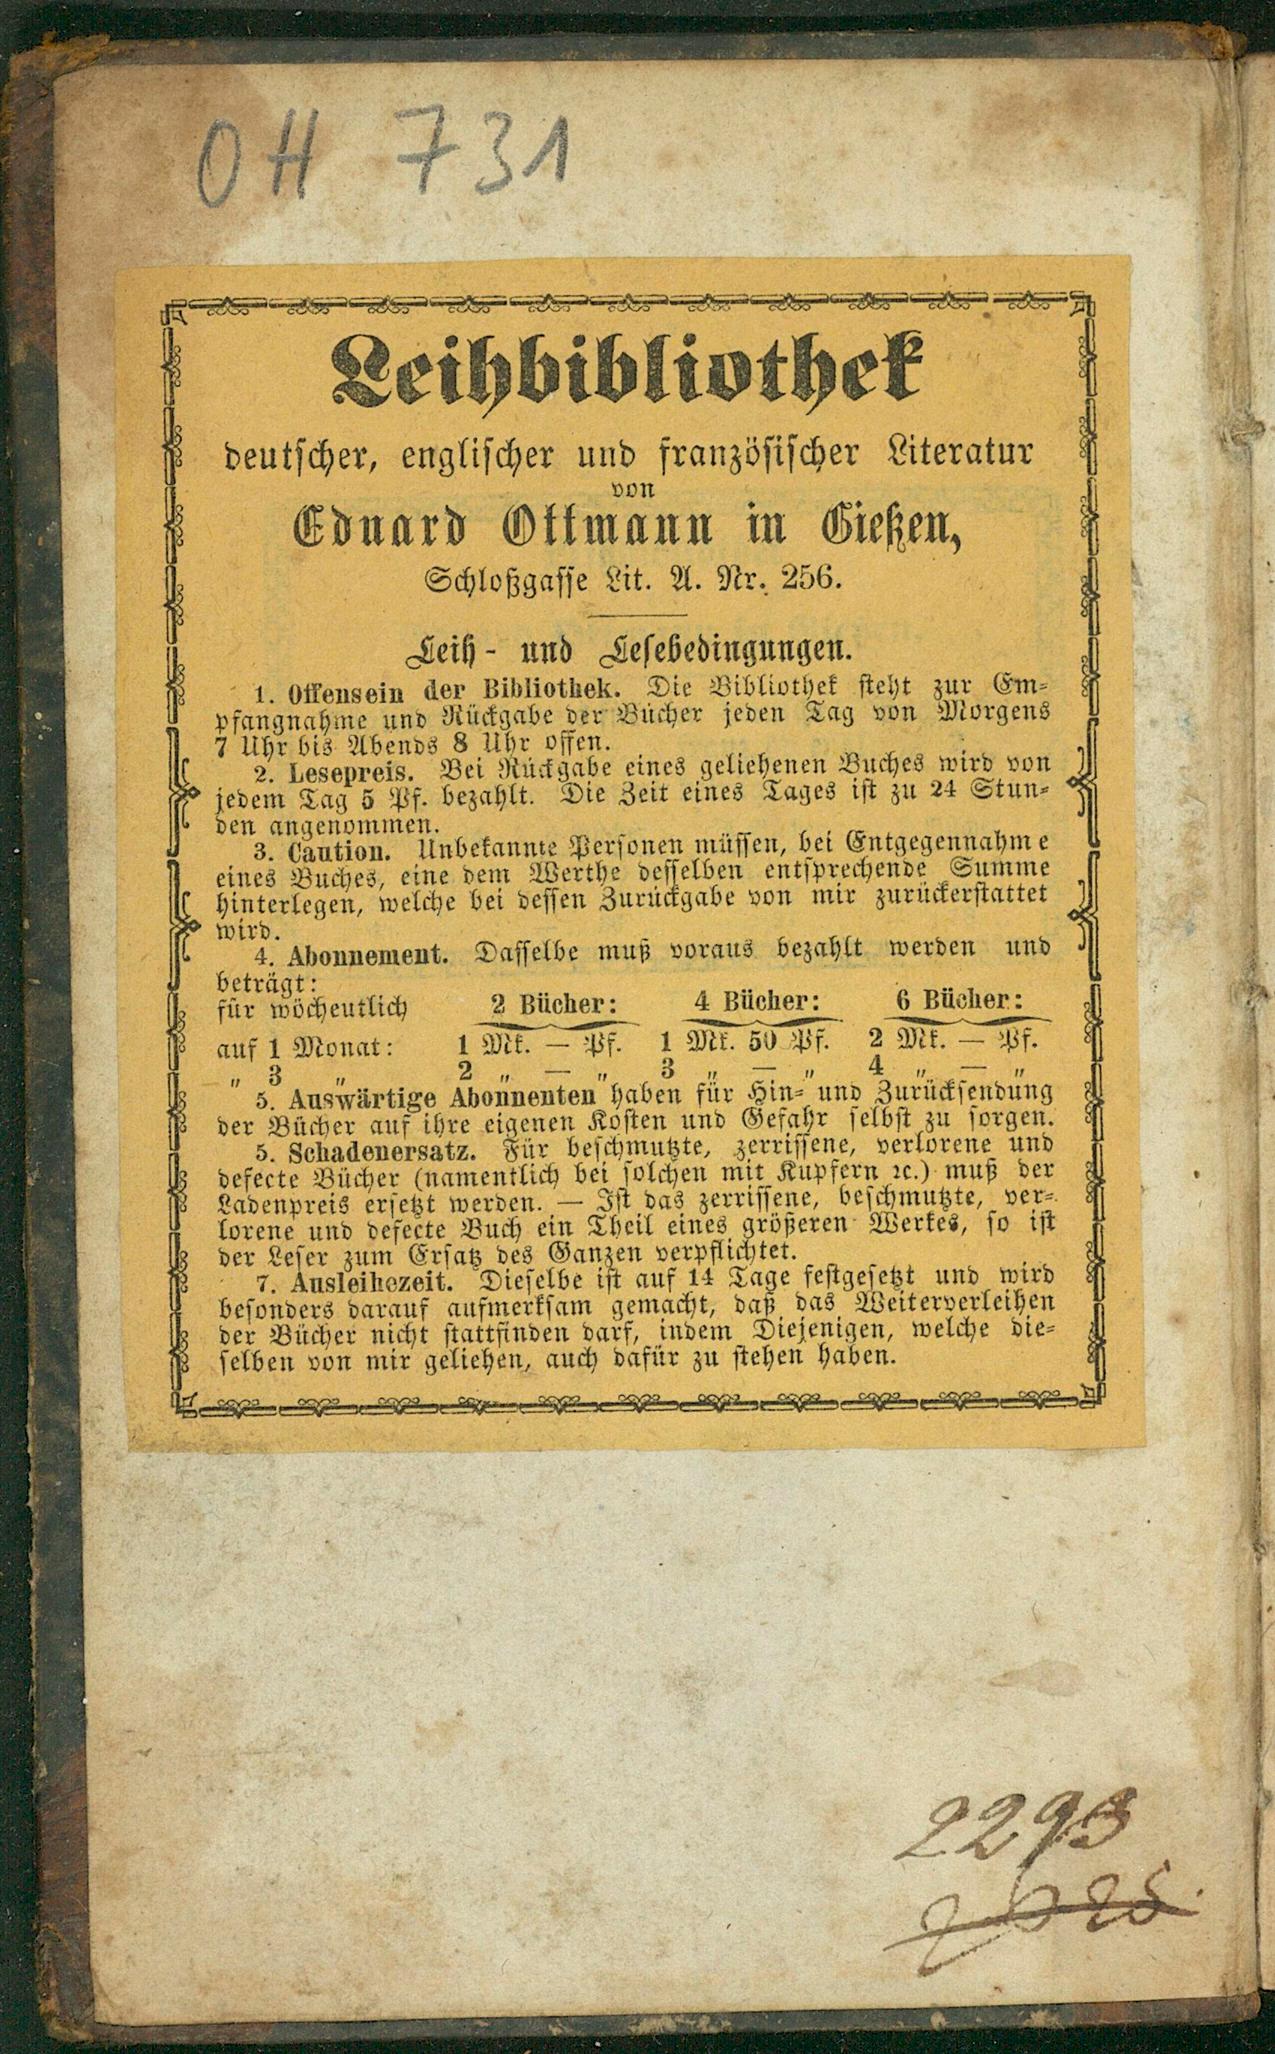 OH 731
Leihbibliothek
deutscher, englischer und französischer Literatur
von
Eduard Ottmann in Gießen,
Schloßgasse Lit. A. Nr. 256.
Leih- und Lesebedingungen.
1. Offensein der Bibliothek. Die Bibliothek steht zur Em-
pfangnahme und Rückgabe der Bücher jeden Tag von Morgens
7 Uhr bis Abends 8 Uhr offen.
2. Lesepreis. Bei Rückgabe eines geliehenen Buches wird von
jedem Tag 5 Pf. bezahlt. Die Zeit eines Tages ist zu 24 Stun-
den angenommen.
3. Caution. Unbekannte Personen müssen, bei Entgegennahme
eines Buches, eine dem Werthe desselben entsprechende Summe
hinterlegen, welche bei dessen Zurückgabe von mir zurückerstattet
wird.
4. Abonnement. Dasselbe muß voraus bezahlt werden und
beträgt:
für wöchentlich 2 Bücher: 4 Bücher: 6 Bücher:
auf 1 Monat: 1 Mk. — Pf. 1 Mk. 50 Pf. 2 Mk. — Pf.
„ 3 „ 2 „ — „ 3 „ — „ 4 „ — „
5. Auswärtige Abonnenten haben für Hin- und Zurücksendung
der Bücher auf ihre eigenen Kosten und Gefahr selbst zu sorgen.
5. Schadenersatz. Für beschmutzte, zerrissene, verlorene und
defecte Bücher (namentlich bei solchen mit Kupfern ꝛc.) muß der
Ladenpreis ersetzt werden. — Ist das zerrissene, beschmutzte, ver-
lorene und defecte Buch ein Theil eines größeren Werkes, so ist
der Leser zum Ersatz des Ganzen verpflichtet.
7. Ausleihezeit. Dieselbe ist auf 14 Tage festgesetzt und wird
besonders darauf aufmerksam gemacht, daß das Weiterverleihen
der Bücher nicht stattfinden darf, indem Diejenigen, welche die-
selben von mir geliehen, auch dafür zu stehen haben.
2293